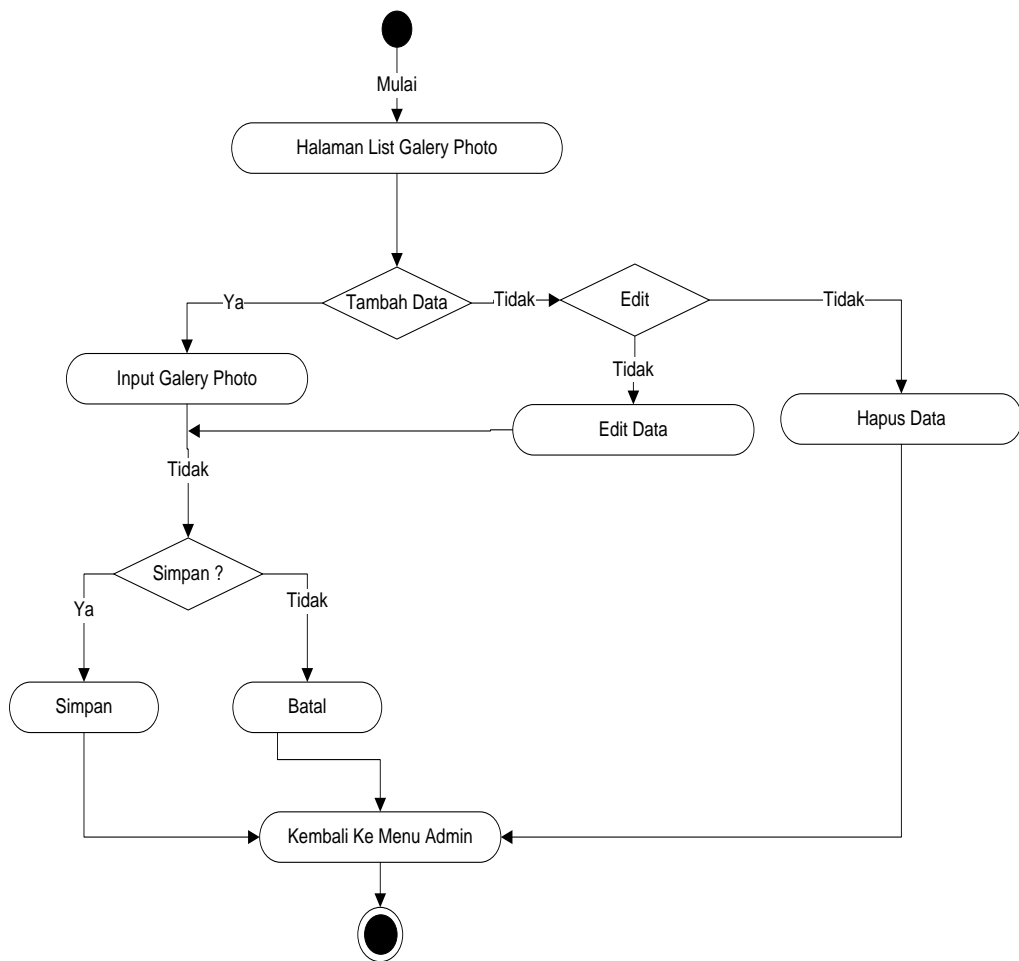 Mulai
Halaman List Galery Photo
Ya
Tambah Data
Tidak
Edit
Tidak
Input Galery Photo
Tidak
Edit Data
Hapus Data
Tidak
Simpan ?
Ya
Tidak
Simpan
Batal
Kembali Ke Menu Admin